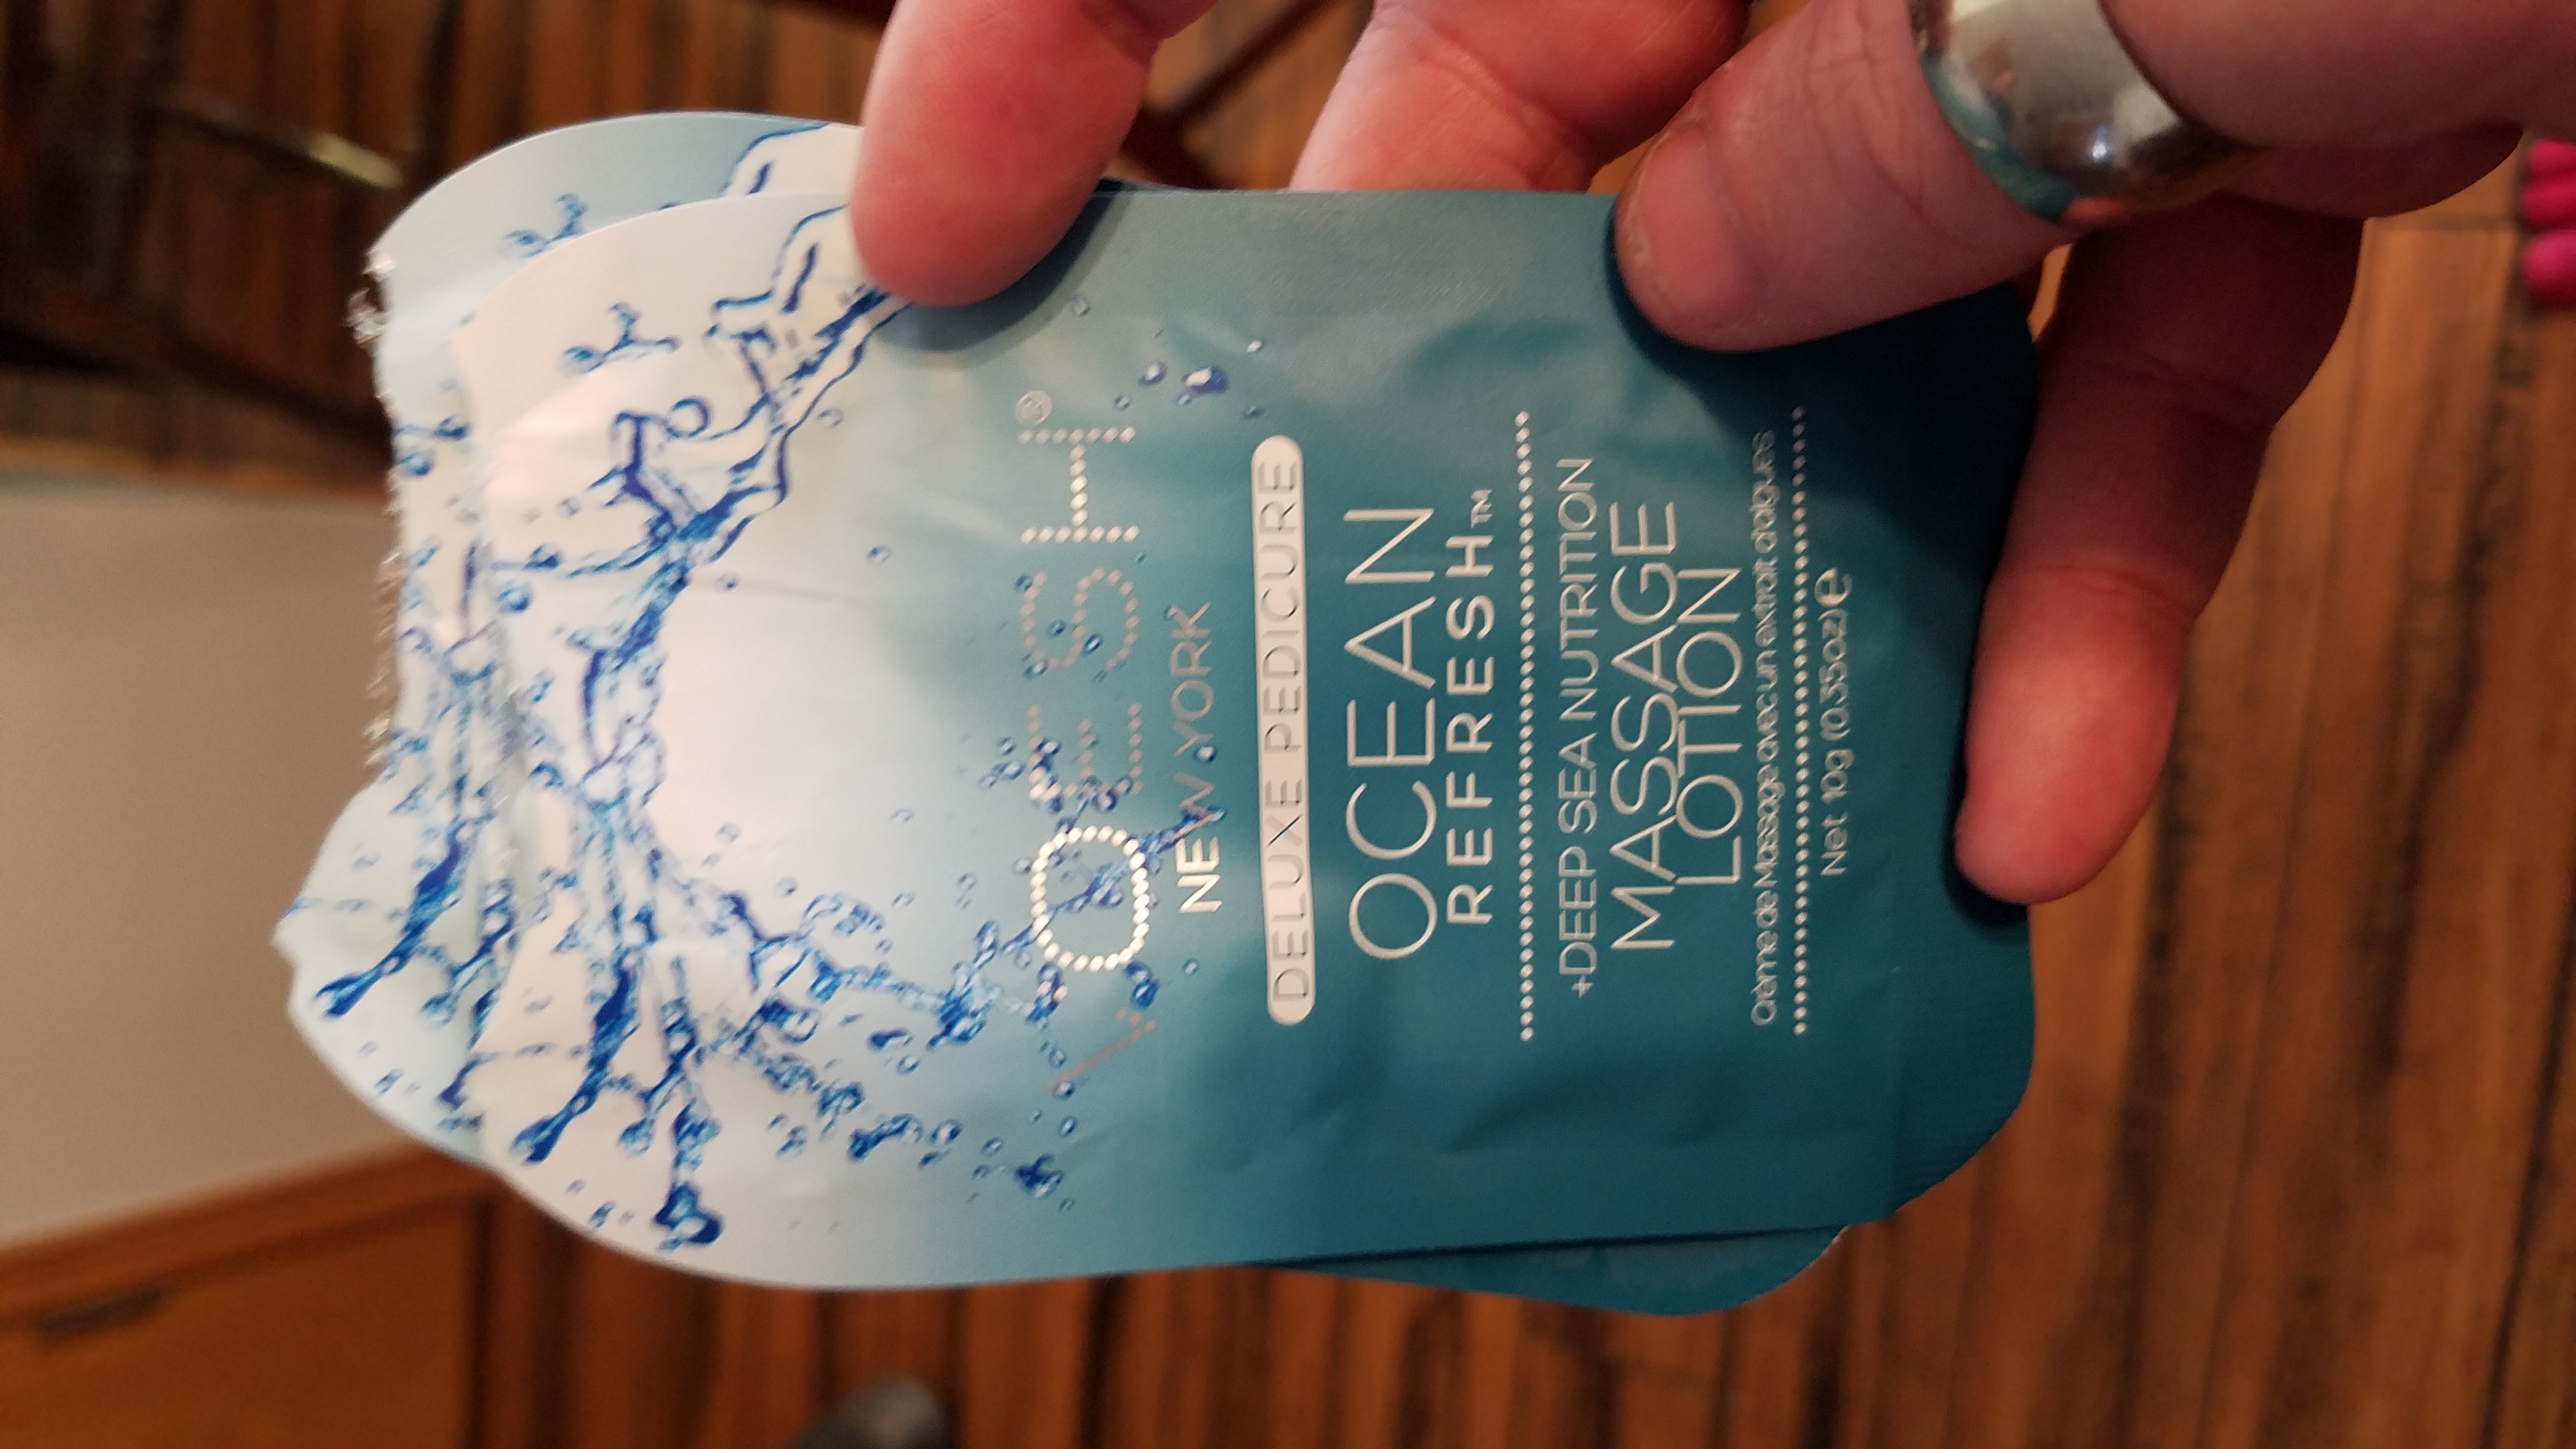 VOESH®
NEW YORK
DELUXE PEDICURE
OCEAN
REFRESH™
+DEEP SEA NUTRITION
MASSAGE
LOTION
Crème de Massage avec un extrait d'algues
Net 10g (0.35oz) ℮